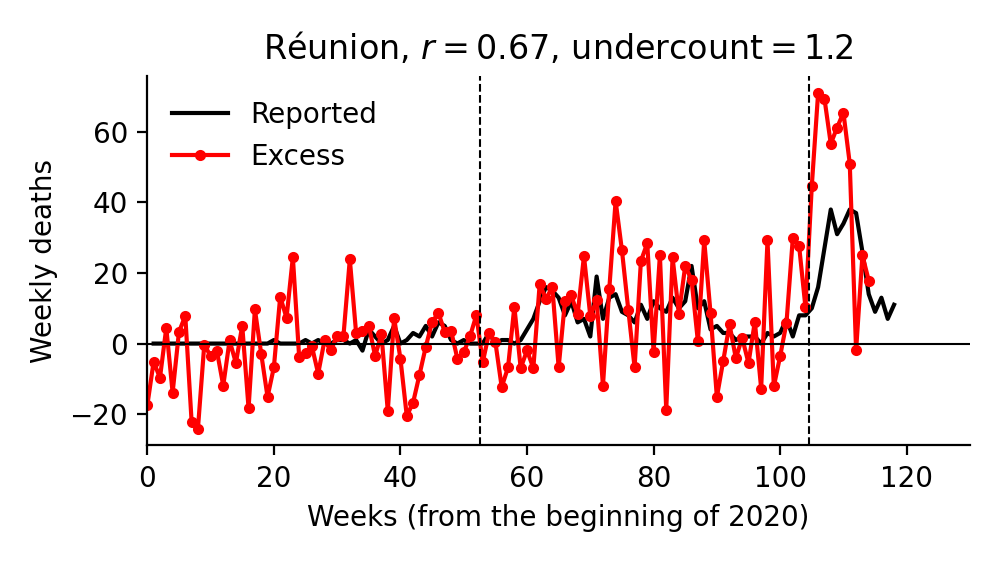 Réunion, r = 0.67, undercount = 1.2
Reported
Excess
Weekly deaths
60
40
20
0
−20
0 20 40 60 80 100 120
Weeks (from the beginning of 2020)